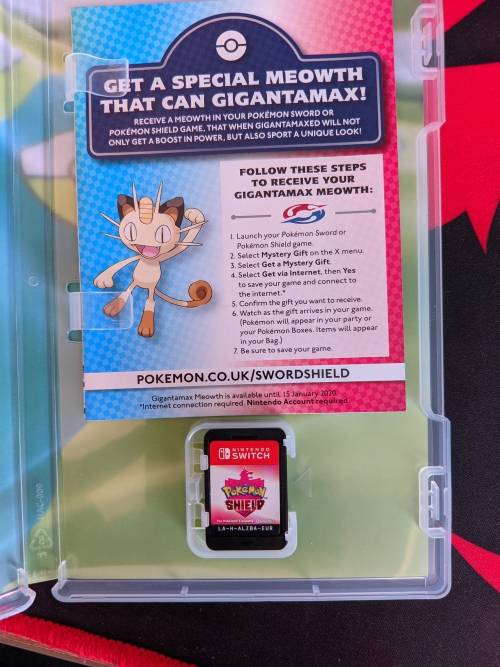 GET A SPECIAL MEOWTH
THAT CAN GIGANTAMAX!
RECEIVE A MEOWTH IN YOUR POKÉMON SWORD OR
POKÉMON SHIELD GAME, THAT WHEN GIGANTAMAXED WILL NOT
ONLY GET A BOOST IN POWER, BUT ALSO SPORT A UNIQUE LOOK!
FOLLOW THESE STEPS
TO RECEIVE YOUR
GIGANTAMAX MEOWTH:
1. Launch your Pokémon Sword or
Pokémon Shield game.
2. Select Mystery Gift on the X menu.
3. Select Get a Mystery Gift.
4. Select Get via Internet, then Yes
to save your game and connect to
the internet.*
5. Confirm the gift you want to receive.
6. Watch as the gift arrives in your game.
(Pokémon will appear in your party or
your Pokémon Boxes. Items will appear
in your Bag.)
7. Be sure to save your game.
POKEMON.CO.UK/SWORDSHIELD
Gigantamax Meowth is available until 15 January 2020.
*Internet connection required. Nintendo Account required.
NINTENDO
SWITCH
POKéMON
SHIELD
LA-H-ALZBA-EUR